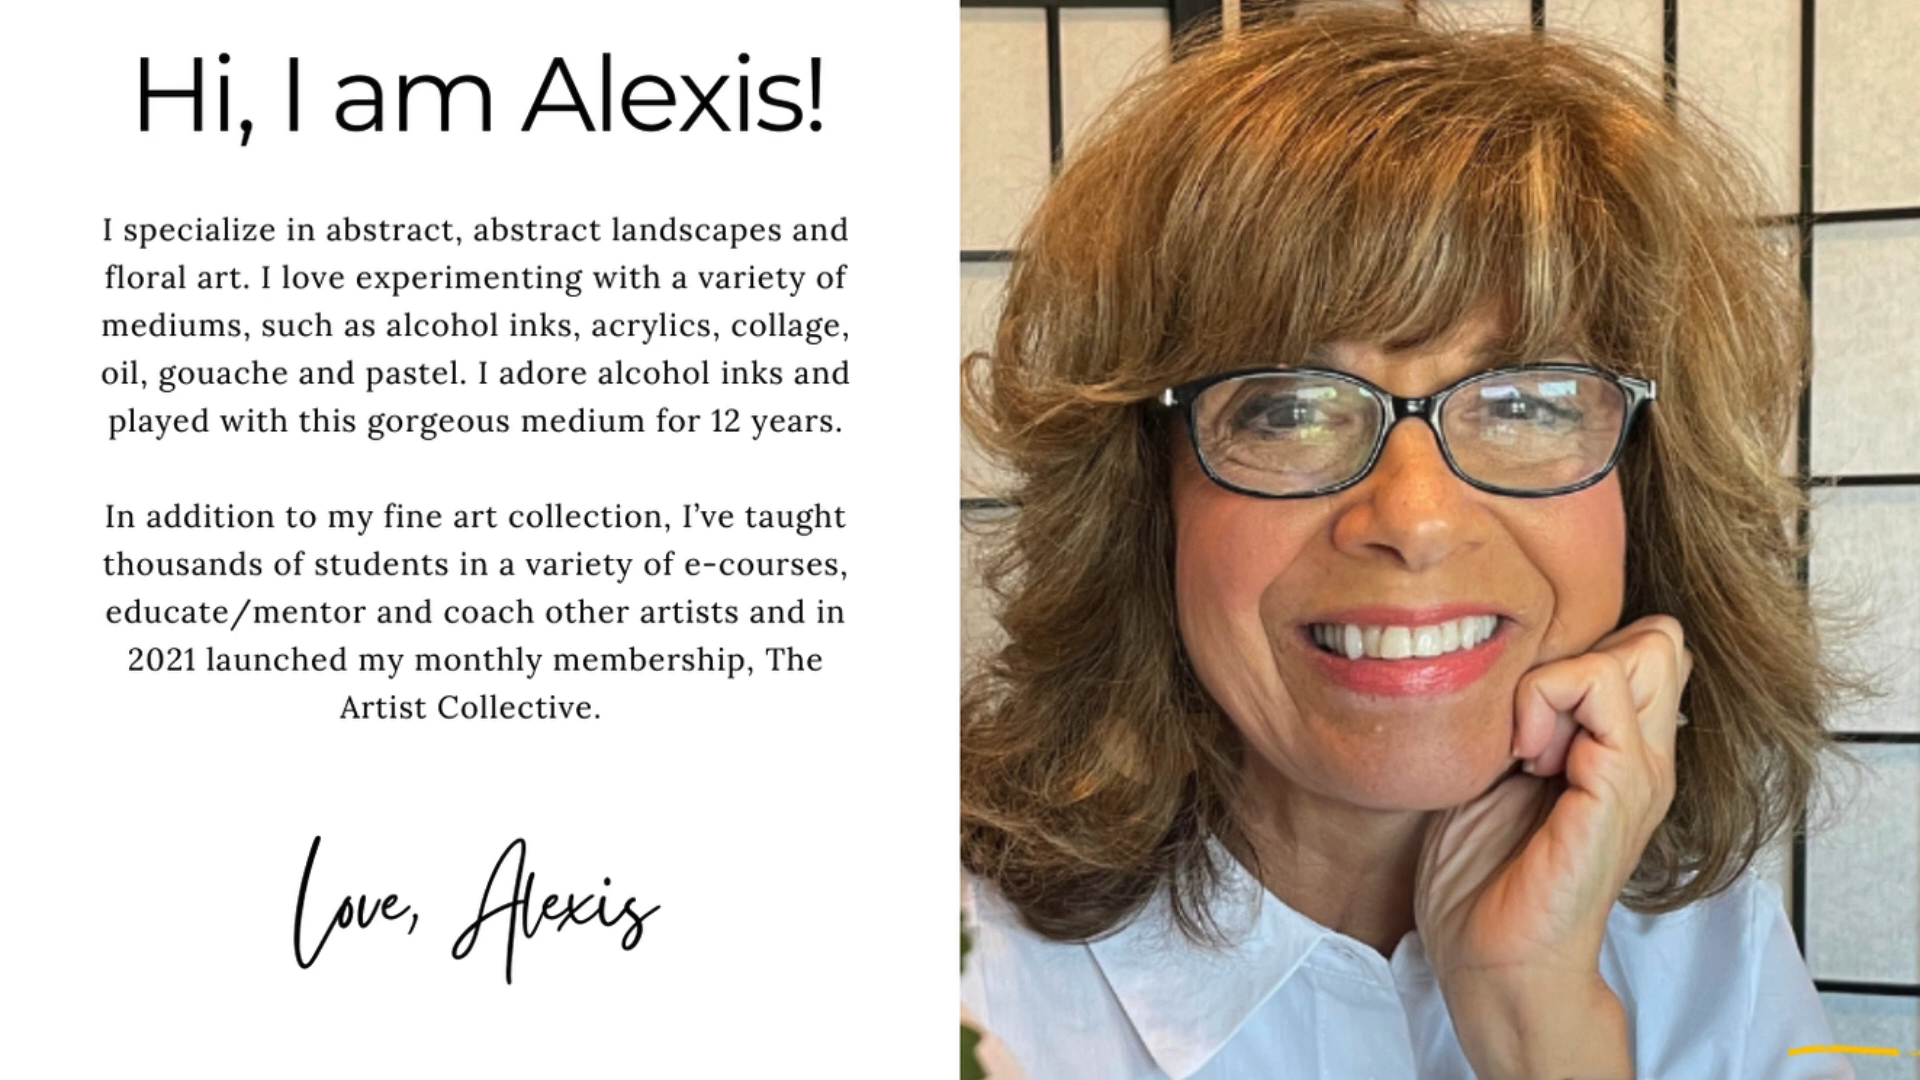 Hi, I am Alexis!
I specialize in abstract, abstract landscapes and
floral art. I love experimenting with a variety of
mediums, such as alcohol inks, acrylics, collage,
oil, gouache and pastel. I adore alcohol inks and
played with this gorgeous medium for 12 years.
In addition to my fine art collection, I’ve taught
thousands of students in a variety of e-courses,
educate/mentor and coach other artists and in
2021 launched my monthly membership, The
Artist Collective.
Love, Alexis